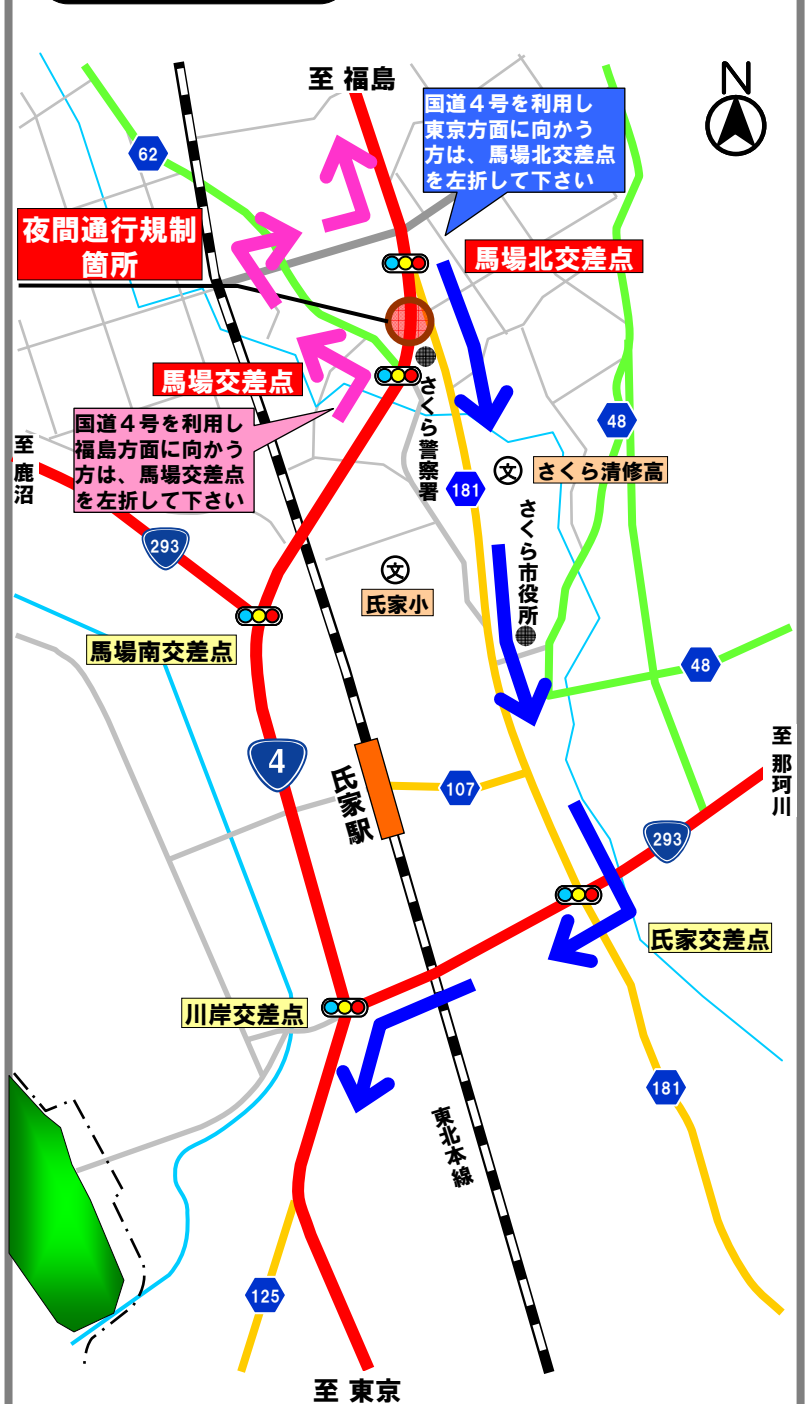 至 福島
N
国道４号を利用し
東京方面に向かう
方は、馬場北交差点
を左折して下さい
62
夜間通行規制
箇所
馬場北交差点
馬場交差点
さくら警察署
国道４号を利用し
福島方面に向かう
方は、馬場交差点
を左折して下さい
48
至鹿沼
文
さくら清修高
181
さくら市役所
293
文
氏家小
馬場南交差点
48
4
至那珂川
氏家駅
107
293
氏家交差点
川岸交差点
181
東北本線
125
至 東京